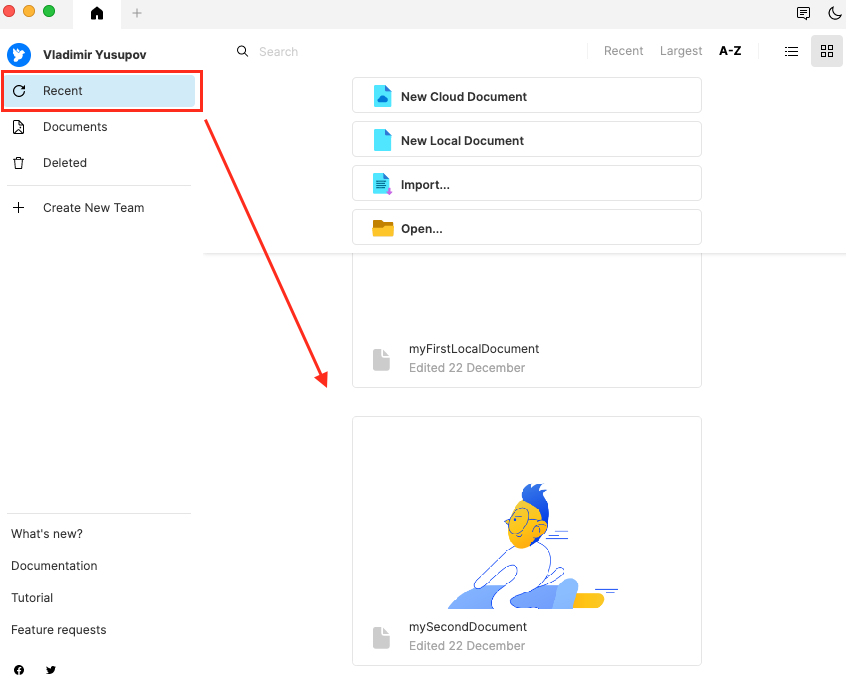 Vladimir Yusupov
Recent
Documents
Deleted
Create New Team
What's new?
Documentation
Tutorial
Feature requests
Search
Recent
Largest
A-Z
New Cloud Document
New Local Document
Import...
Open...
myFirstLocalDocument
Edited 22 December
mySecondDocument
Edited 22 December